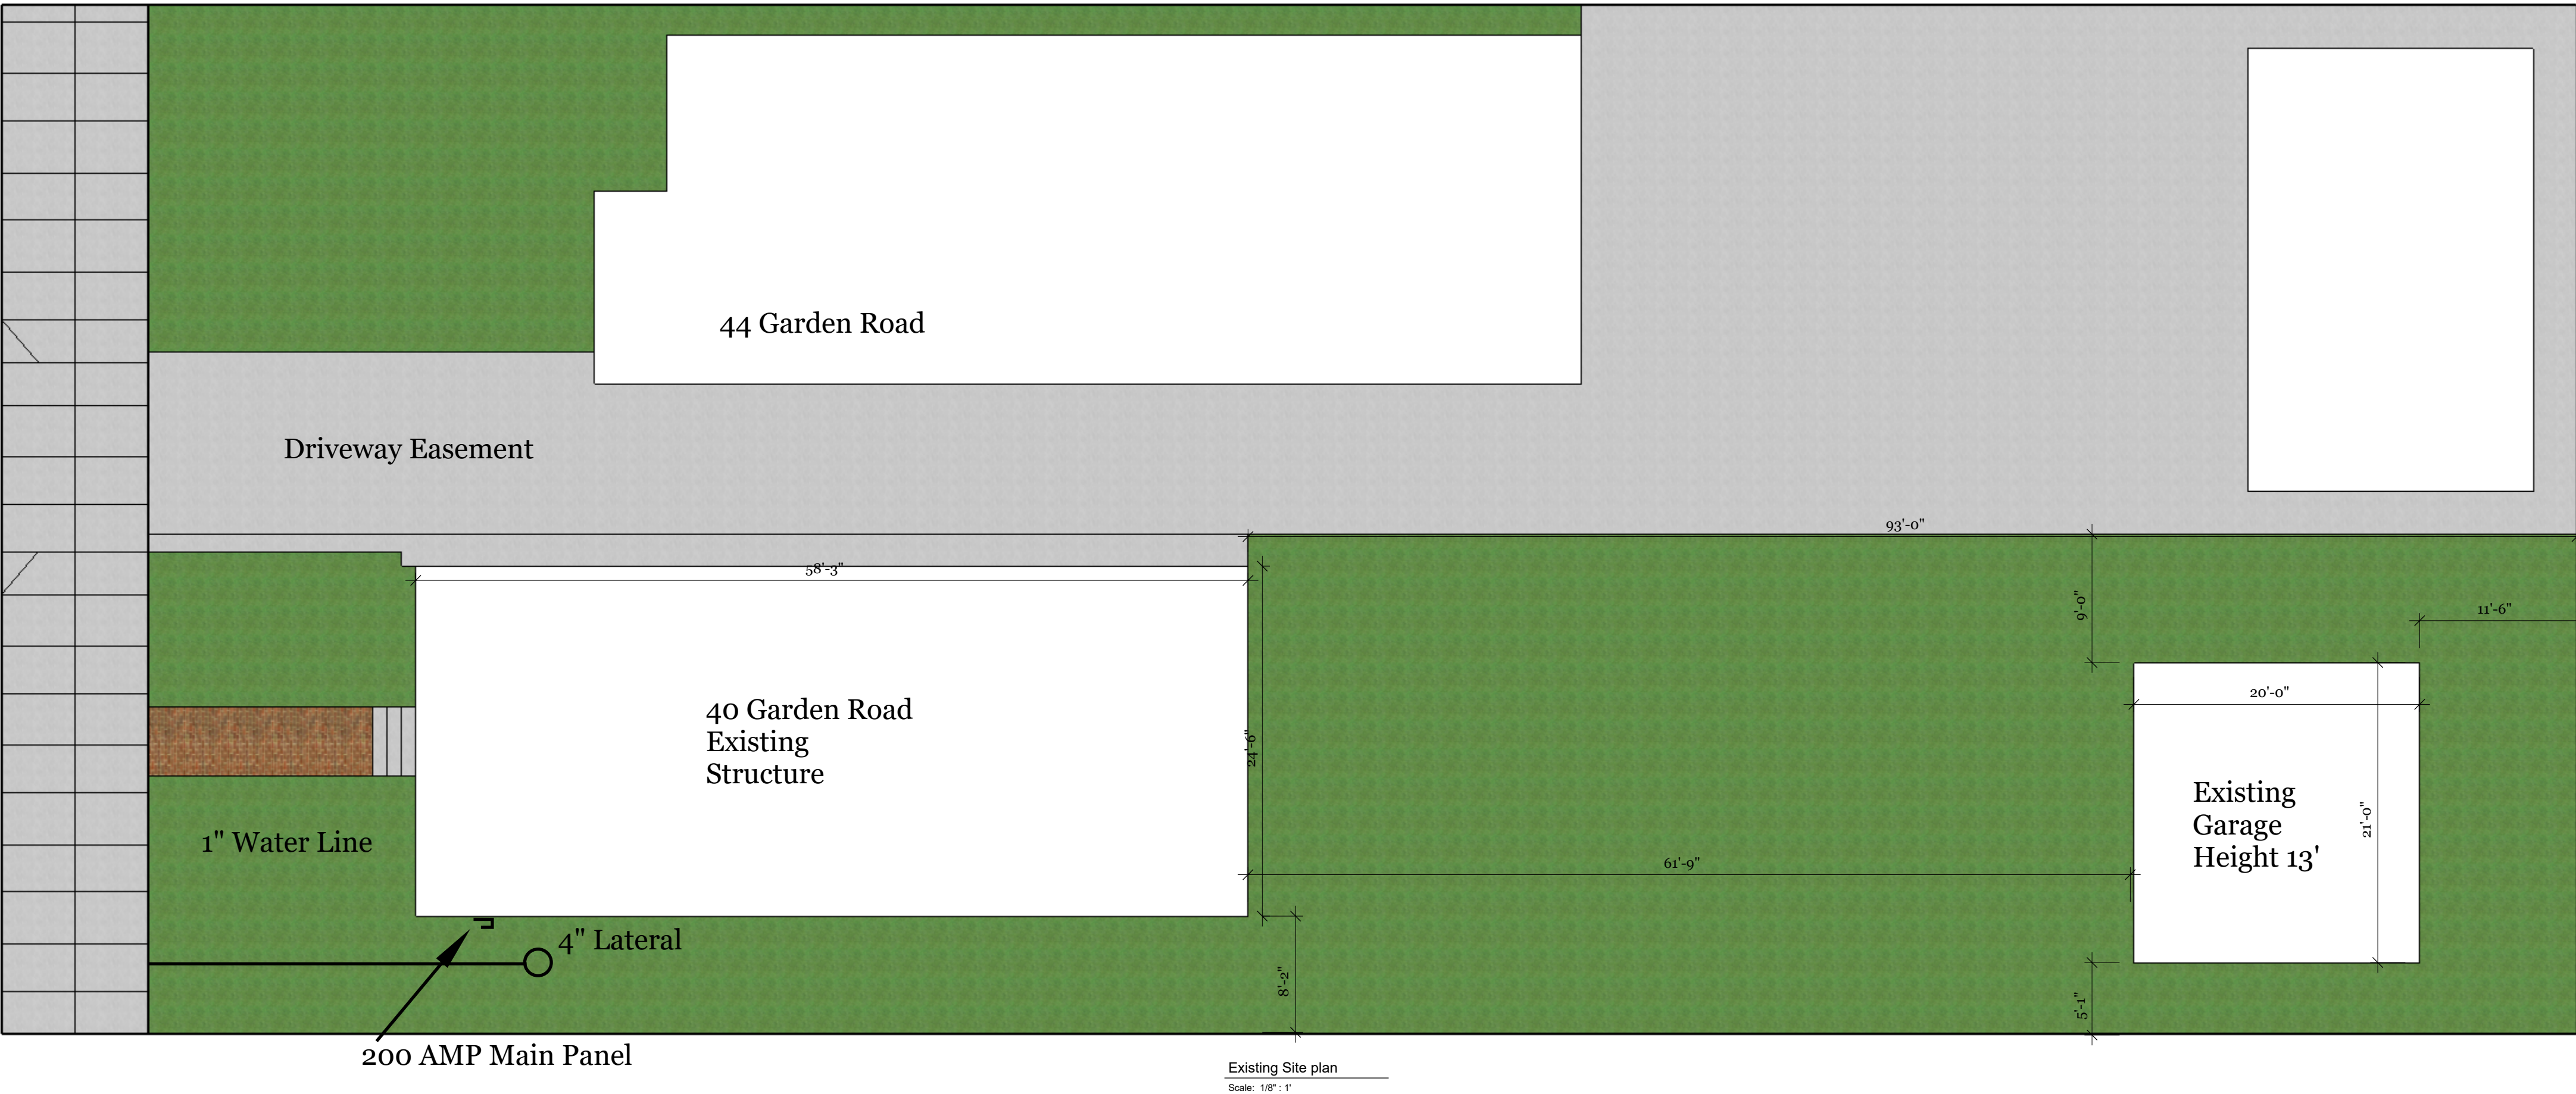 44 Garden Road
Driveway Easement
93'-0"
58'-3"
9'-0"
11'-6"
20'-0"
40 Garden Road
Existing
Structure
24'-6"
Existing
Garage
Height 13'
21'-0"
1" Water Line
61'-9"
4" Lateral
8'-2"
5'-1"
200 AMP Main Panel
Existing Site plan
Scale: 1/8" : 1'